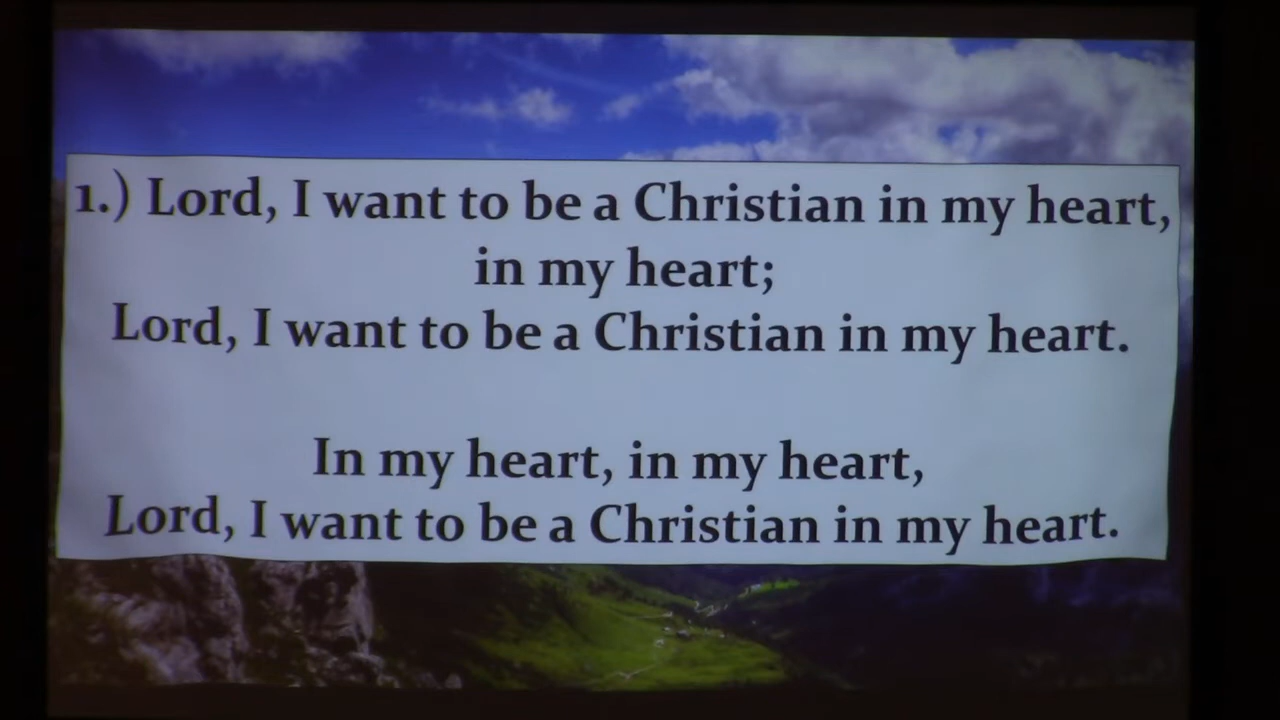 1.) Lord, I want to be a Christian in my heart,
in my heart;
Lord, I want to be a Christian in my heart.
In my heart, in my heart,
Lord, I want to be a Christian in my heart.